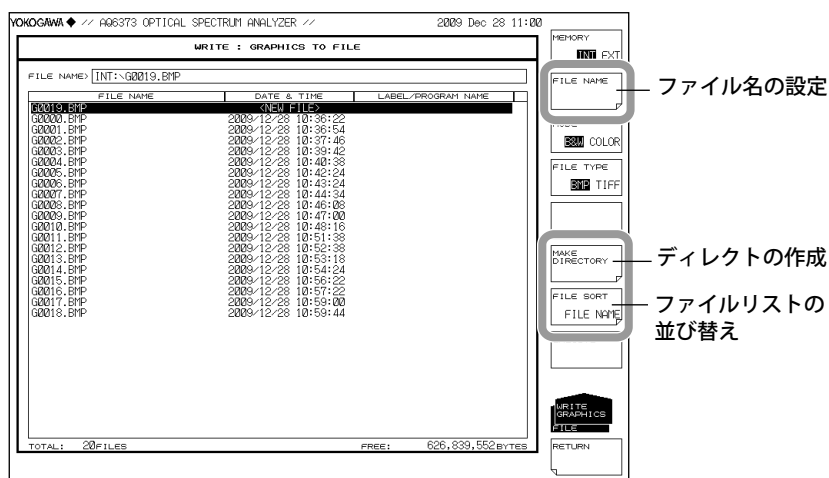 YOKOGAWA ◆ // AQ6373 OPTICAL SPECTRUM ANALYZER // 2009 Dec 28 11:00
WRITE : GRAPHICS TO FILE
FILE NAME> INT:\G0019.BMP
FILE NAME DATE & TIME LABEL/PROGRAM NAME
G0019.BMP <NEW FILE>
G0000.BMP 2009/12/28 10:36:22
G0001.BMP 2009/12/28 10:36:54
G0002.BMP 2009/12/28 10:37:46
G0003.BMP 2009/12/28 10:39:42
G0004.BMP 2009/12/28 10:40:38
G0005.BMP 2009/12/28 10:42:24
G0006.BMP 2009/12/28 10:43:24
G0007.BMP 2009/12/28 10:44:34
G0008.BMP 2009/12/28 10:46:08
G0009.BMP 2009/12/28 10:47:00
G0010.BMP 2009/12/28 10:48:16
G0011.BMP 2009/12/28 10:51:38
G0012.BMP 2009/12/28 10:52:38
G0013.BMP 2009/12/28 10:53:18
G0014.BMP 2009/12/28 10:54:24
G0015.BMP 2009/12/28 10:56:22
G0016.BMP 2009/12/28 10:57:22
G0017.BMP 2009/12/28 10:59:00
G0018.BMP 2009/12/28 10:59:44
TOTAL: 20FILES FREE: 626,839,552BYTES
MEMORY
INT EXT
FILE NAME
ファイル名の設定
B&W COLOR
FILE TYPE
BMP TIFF
MAKE
DIRECTORY
ディレクトの作成
FILE SORT
FILE NAME
ファイルリストの
並び替え
WRITE
GRAPHICS
FILE
RETURN